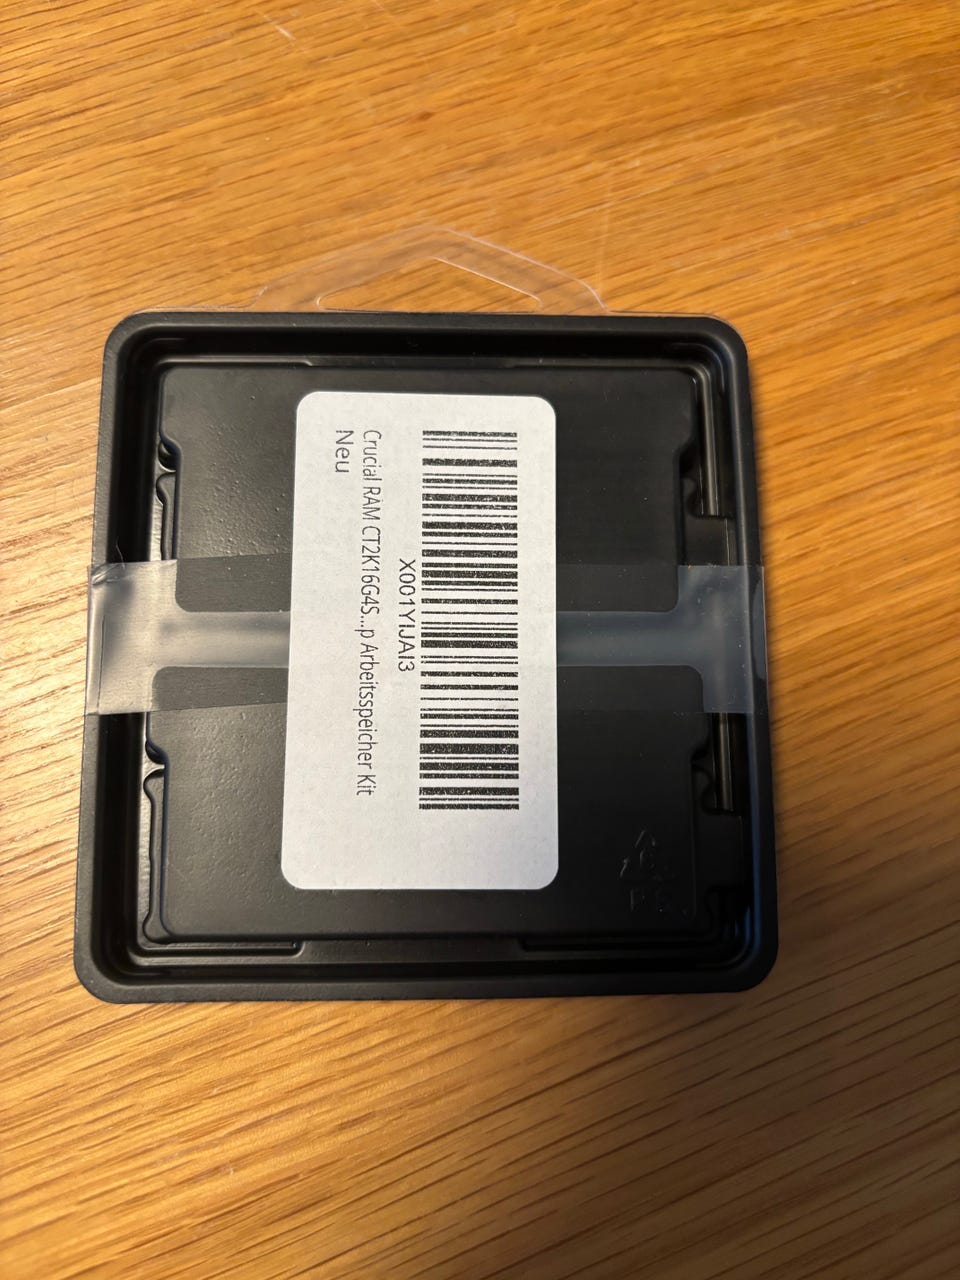 X001YIJAI3
Crucial RAM CT2K16G4S....p Arbeitsspeicher Kit
Neu